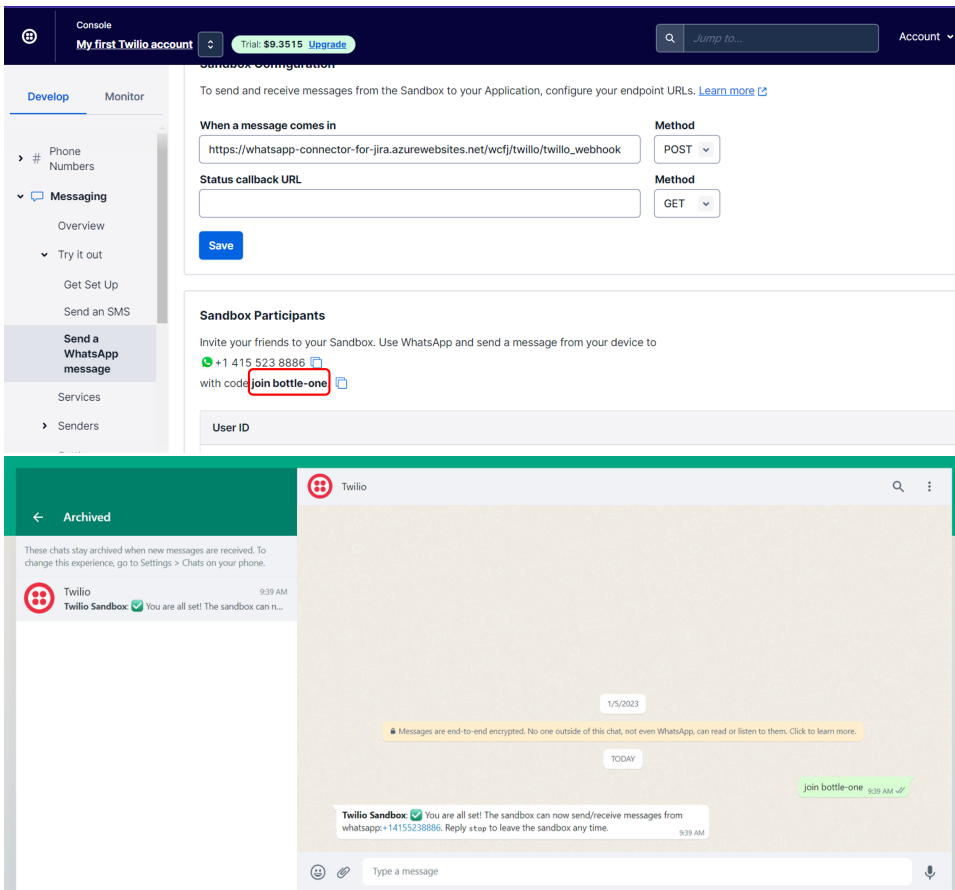 Console
My first Twilio account
Trial: $9.3515 Upgrade
Jump to...
Account
Develop
Monitor
# Phone Numbers
Messaging
Overview
Try it out
Get Set Up
Send an SMS
Send a
WhatsApp
message
Services
Senders
Sandbox Configuration
To send and receive messages from the Sandbox to your Application, configure your endpoint URLs. Learn more
When a message comes in
Method
https://whatsapp-connector-for-jira.azurewebsites.net/wcfj/twillo/twillo_webhook
POST
Status callback URL
Method
GET
Save
Sandbox Participants
Invite your friends to your Sandbox. Use WhatsApp and send a message from your device to
+1 415 523 8886
with code join bottle-one
User ID
Archived
These chats stay archived when new messages are received. To
change this experience, go to Settings > Chats on your phone.
Twilio
9:39 AM
Twilio Sandbox: ✅ You are all set! The sandbox can n...
Twilio
1/5/2023
Messages are end-to-end encrypted. No one outside of this chat, not even WhatsApp, can read or listen to them. Click to learn more.
TODAY
join bottle-one 9:39 AM
Twilio Sandbox: ✅ You are all set! The sandbox can now send/receive messages from
whatsapp:+14155238886. Reply stop to leave the sandbox any time.
9:39 AM
Type a message